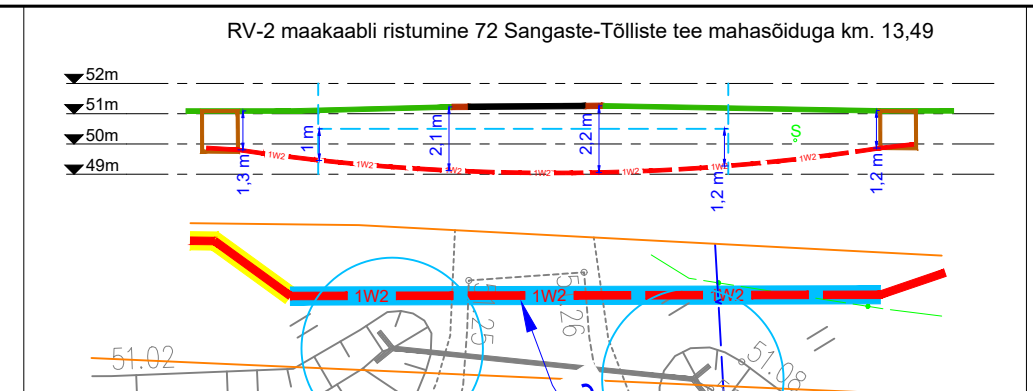 RV-2 maakaabli ristumine 72 Sangaste-Tõlliste tee mahasõiduga km. 13,49
52m
51m
50m
49m
1,3 m
1 m
2,1 m
2,2 m
1,2 m
1,2 m
S
1W2
1W2
1W2
1W2
1W2
1W2
1W2
1W2
1W2
1W2
51.02
25
26
51.08